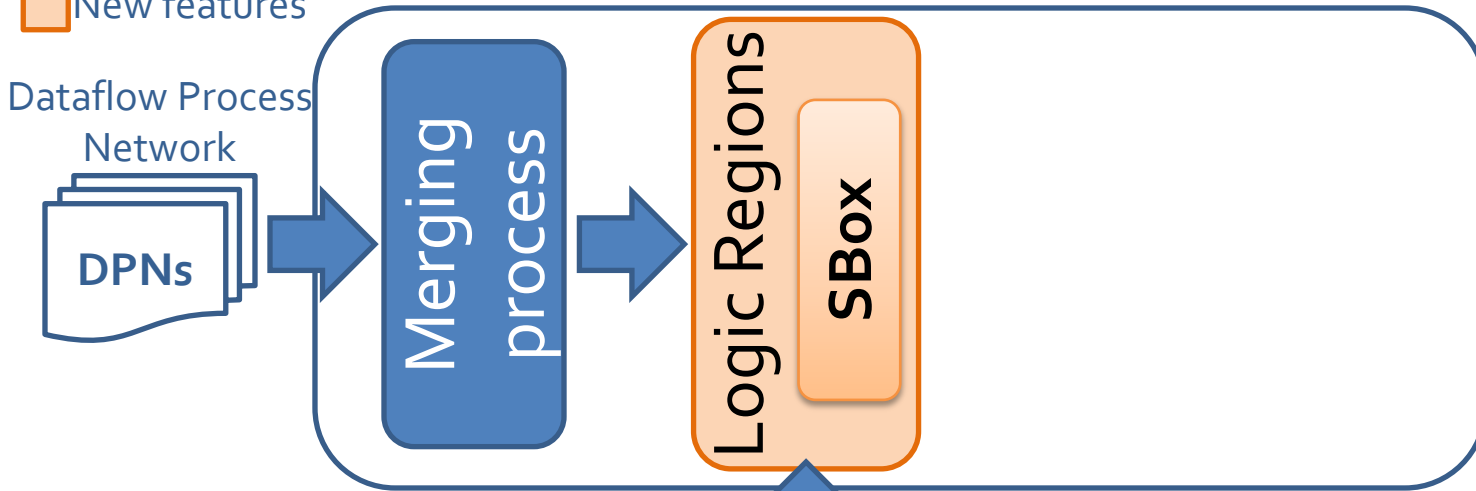 New features
Dataflow Process
Network
DPNs
Merging
process
Logic Regions
SBox